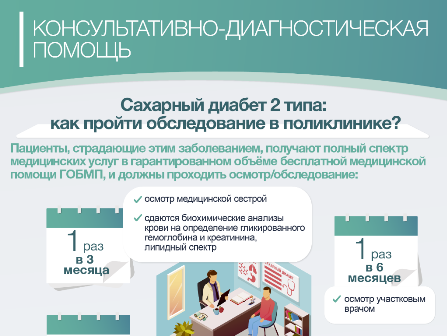 КОНСУЛЬТАТИВНО-ДИАГНОСТИЧЕСКАЯ
ПОМОЩЬ
Сахарный диабет 2 типа:
как пройти обследование в поликлинике?
Пациенты, страдающие этим заболеванием, получают полный спектр
медицинских услуг в гарантированном объёме бесплатной медицинской
помощи ГОБМП, и должны проходить осмотр/обследование:
1 раз
в 3
месяца
осмотр медицинской сестрой
сдаются биохимические анализы
крови на определение гликированного
гемоглобина и креатинина,
липидный спектр
1 раз
в 6
месяцев
осмотр участковым
врачом